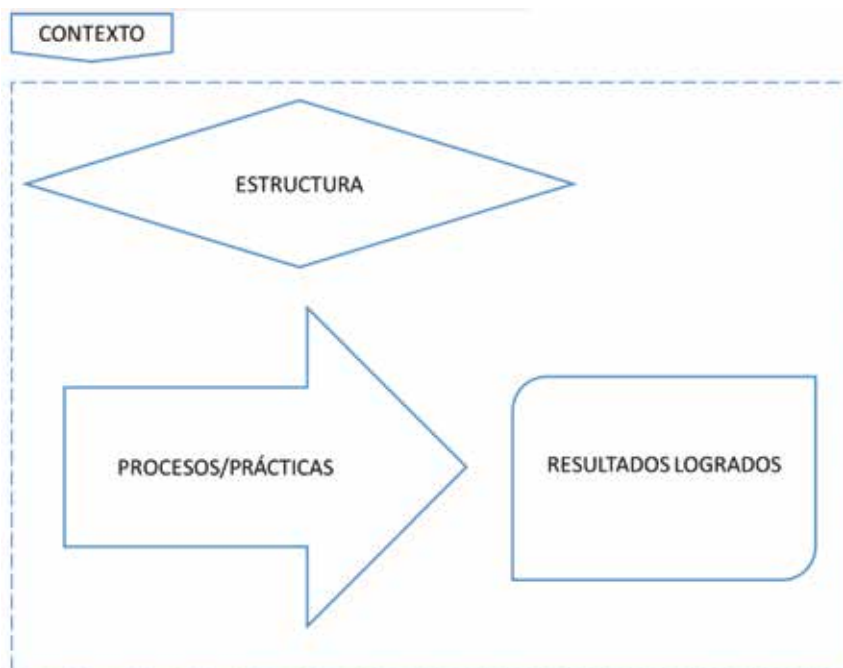 CONTEXTO
ESTRUCTURA
PROCESOS/PRÁCTICAS
RESULTADOS LOGRADOS